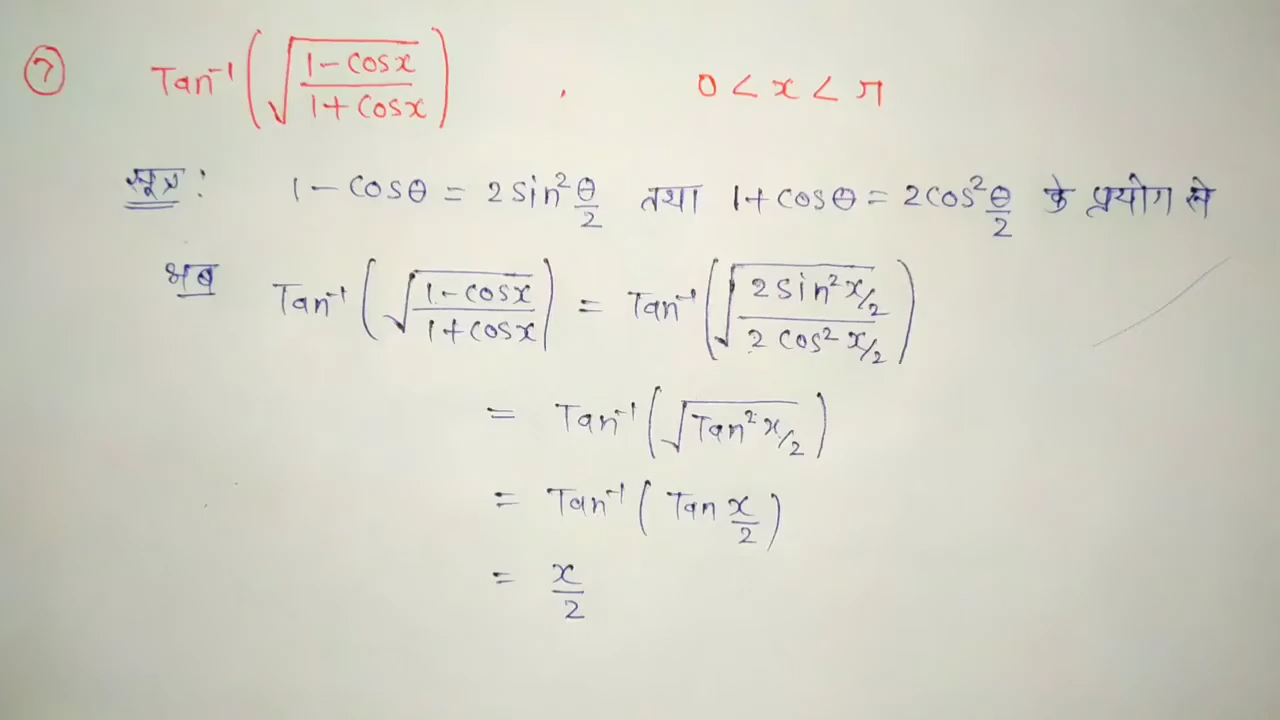 ⑦ Tan⁻¹(√((1-cosx)/(1+cosx))) , 0 < x < π
सूत्र : 1 - cosθ = 2sin²θ/2 तथा 1 + cosθ = 2cos²θ/2 के प्रयोग से
अब Tan⁻¹(√((1-cosx)/(1+cosx))) = Tan⁻¹(√((2sin²x/2)/(2cos²x/2)))
= Tan⁻¹(√(Tan²x/2))
= Tan⁻¹(Tan x/2)
= x/2